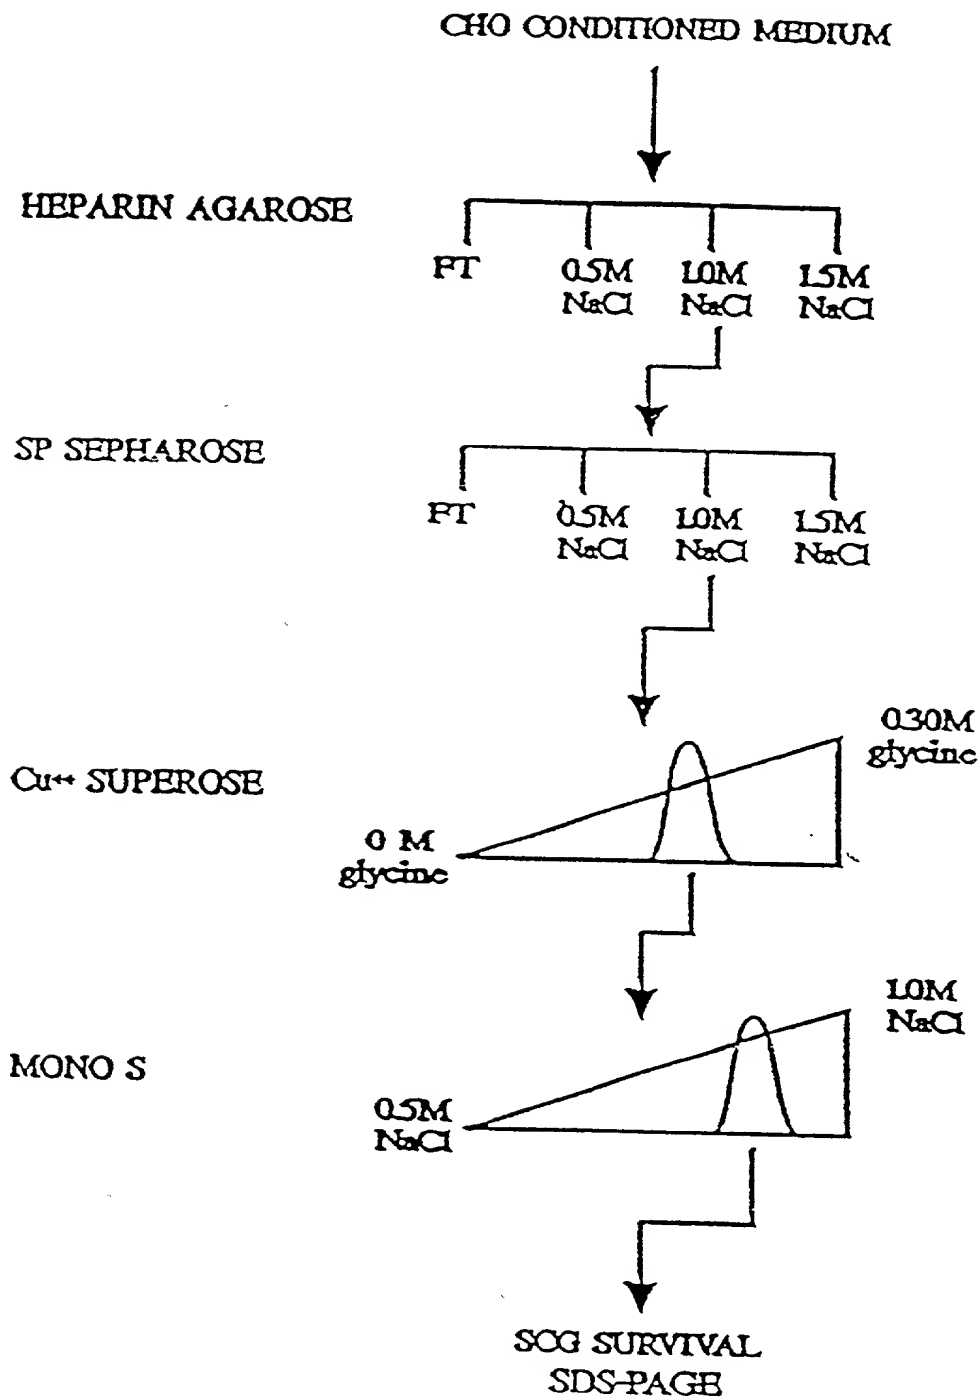 CHO CONDITIONED MEDIUM
HEPARIN AGAROSE
FT
0.5M
NaCl
1.0M
NaCl
1.5M
NaCl
SP SEPHAROSE
FT
0.5M
NaCl
1.0M
NaCl
1.5M
NaCl
0.30M
glycine
Cu++ SUPEROSE
0 M
glycine
1.0M
NaCl
MONO S
0.5M
NaCl
SCG SURVIVAL
SDS-PAGE